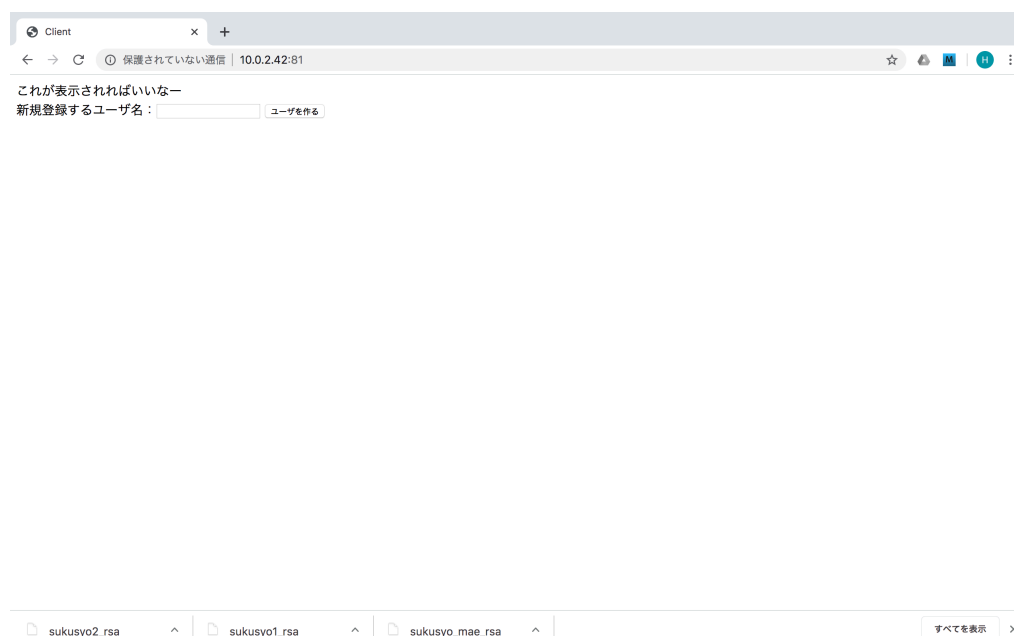 Client
保護されていない通信 10.0.2.42:81
M
H
これが表示されればいいなー
新規登録するユーザ名：
ユーザを作る
sukusyo2_rsa
sukusyo1_rsa
sukusyo_mae_rsa
すべてを表示